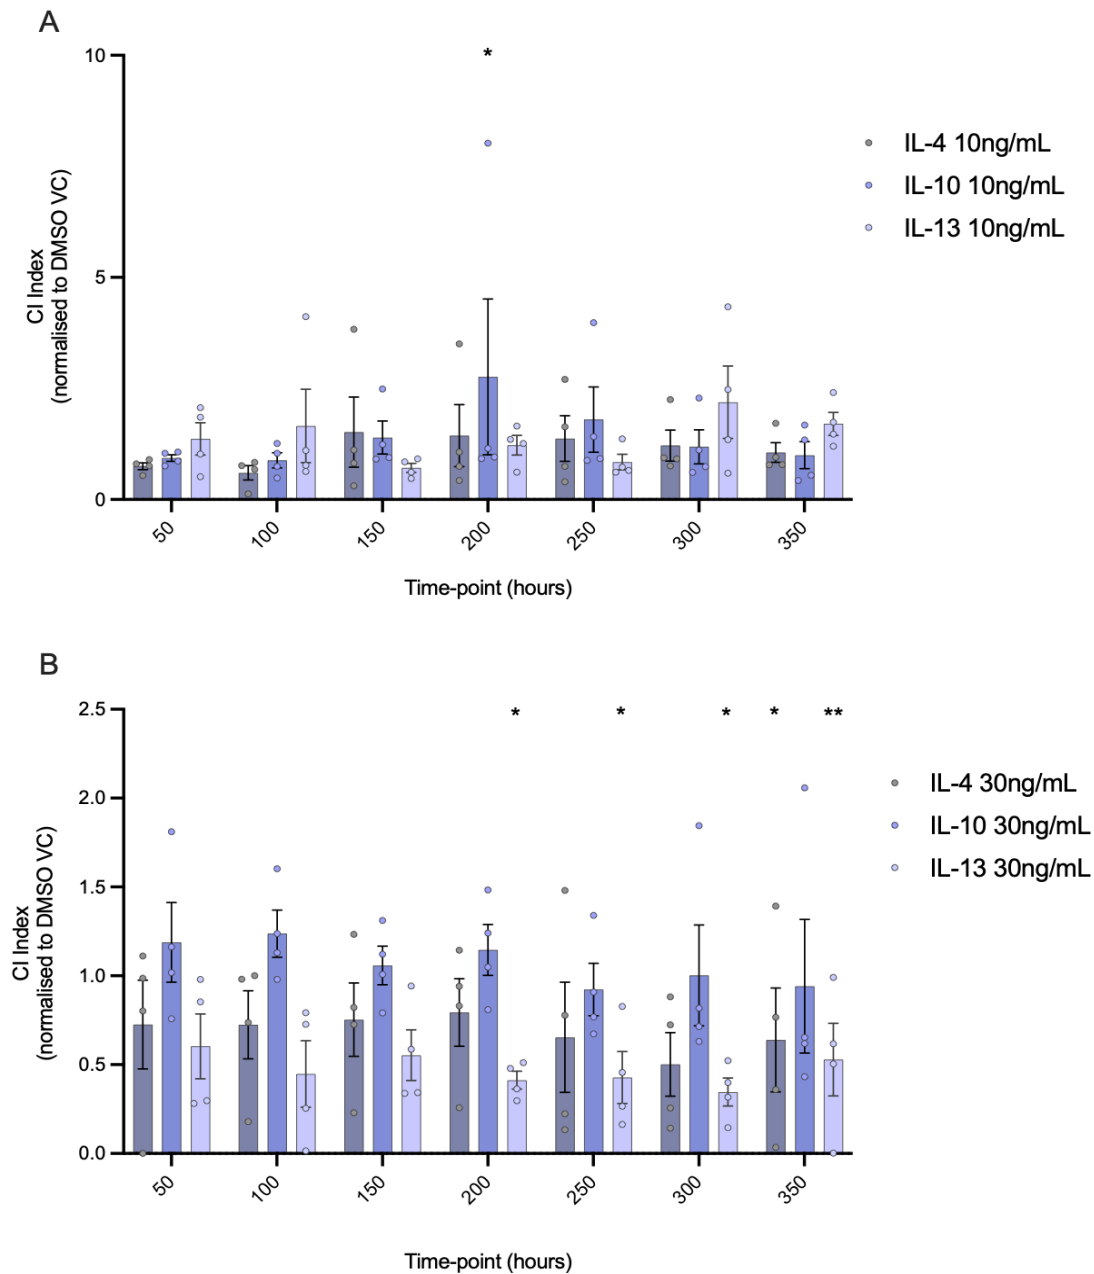 A
*
10
5
0
CI Index
(normalised to DMSO VC)
IL-4 10ng/mL
IL-10 10ng/mL
IL-13 10ng/mL
50 100 150 200 250 300 350
Time-point (hours)
B
* * * * **
2.5
2.0
1.5
1.0
0.5
0.0
CI Index
(normalised to DMSO VC)
IL-4 30ng/mL
IL-10 30ng/mL
IL-13 30ng/mL
50 100 150 200 250 300 350
Time-point (hours)